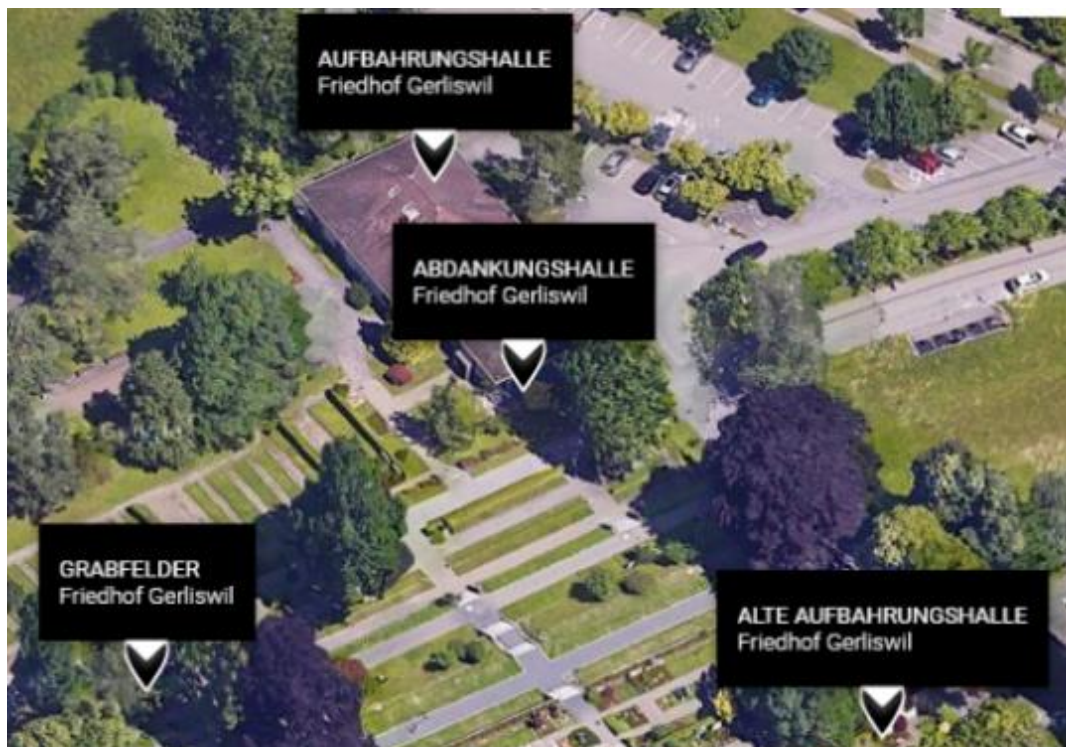 AUFBAHRUNGSHALLE
Friedhof Gerliswil
ABDANKUNGSHALLE
Friedhof Gerliswil
GRABFELDER
Friedhof Gerliswil
ALTE AUFBAHRUNGSHALLE
Friedhof Gerliswil